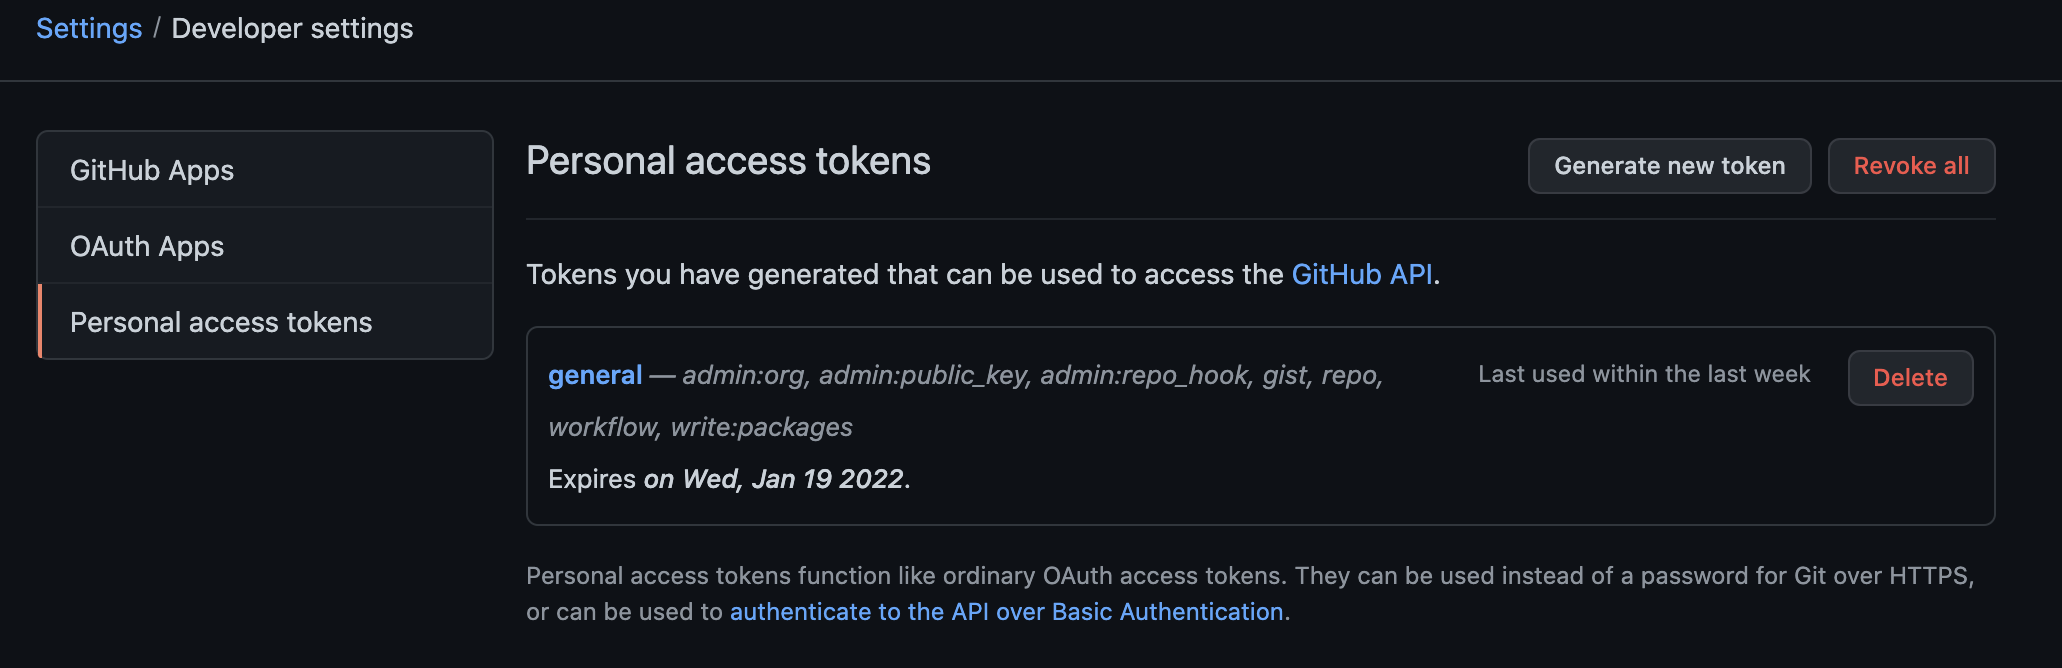 Settings / Developer settings
GitHub Apps
OAuth Apps
Personal access tokens
Personal access tokens
Generate new token
Revoke all
Tokens you have generated that can be used to access the GitHub API.
general — admin:org, admin:public_key, admin:repo_hook, gist, repo,
workflow, write:packages
Last used within the last week
Delete
Expires on Wed, Jan 19 2022.
Personal access tokens function like ordinary OAuth access tokens. They can be used instead of a password for Git over HTTPS,
or can be used to authenticate to the API over Basic Authentication.